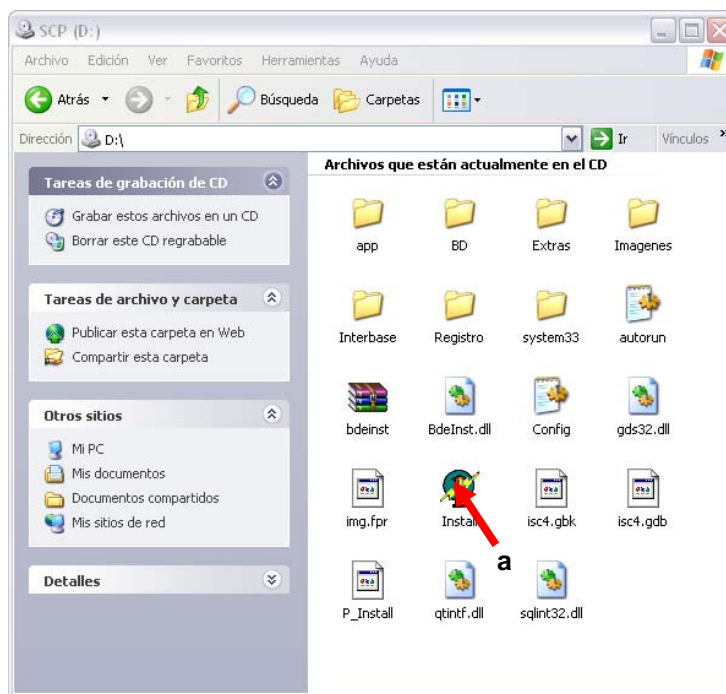 SCP (D:)
Archivo Edición Ver Favoritos Herramientas Ayuda
Atrás Búsqueda Carpetas
Dirección D:\ Ir Vínculos »
Archivos que están actualmente en el CD
Tareas de grabación de CD
Grabar estos archivos en un CD
Borrar este CD regrabable
Tareas de archivo y carpeta
Publicar esta carpeta en Web
Compartir esta carpeta
Otros sitios
Mi PC
Mis documentos
Documentos compartidos
Mis sitios de red
Detalles
app BD Extras Imagenes
Interbase Registro system33 autorun
bdeinst BdeInst.dll Config gds32.dll
img.fpr Install isc4.gbk isc4.gdb
a
P_Install qtintf.dll sqlint32.dll